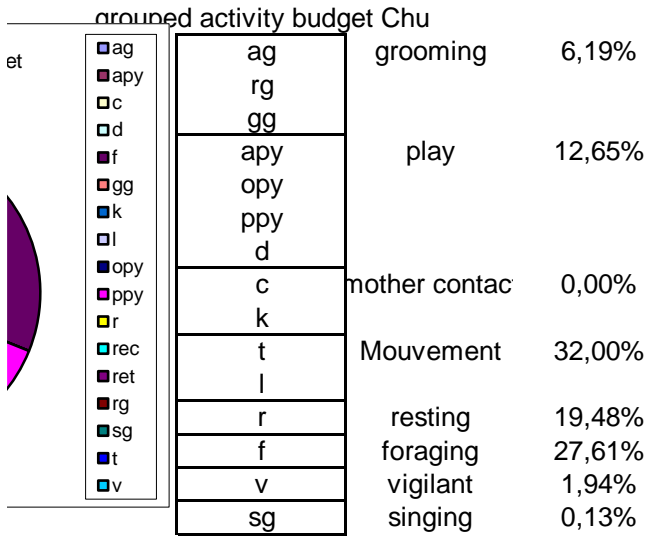 grouped activity budget Chu
et
ag
apy
c
d
f
gg
k
l
opy
ppy
r
rec
ret
rg
sg
t
v
ag grooming 6,19%
rg
gg
apy play 12,65%
opy
ppy
d
c mother contac 0,00%
k
t Mouvement 32,00%
l
r resting 19,48%
f foraging 27,61%
v vigilant 1,94%
sg singing 0,13%